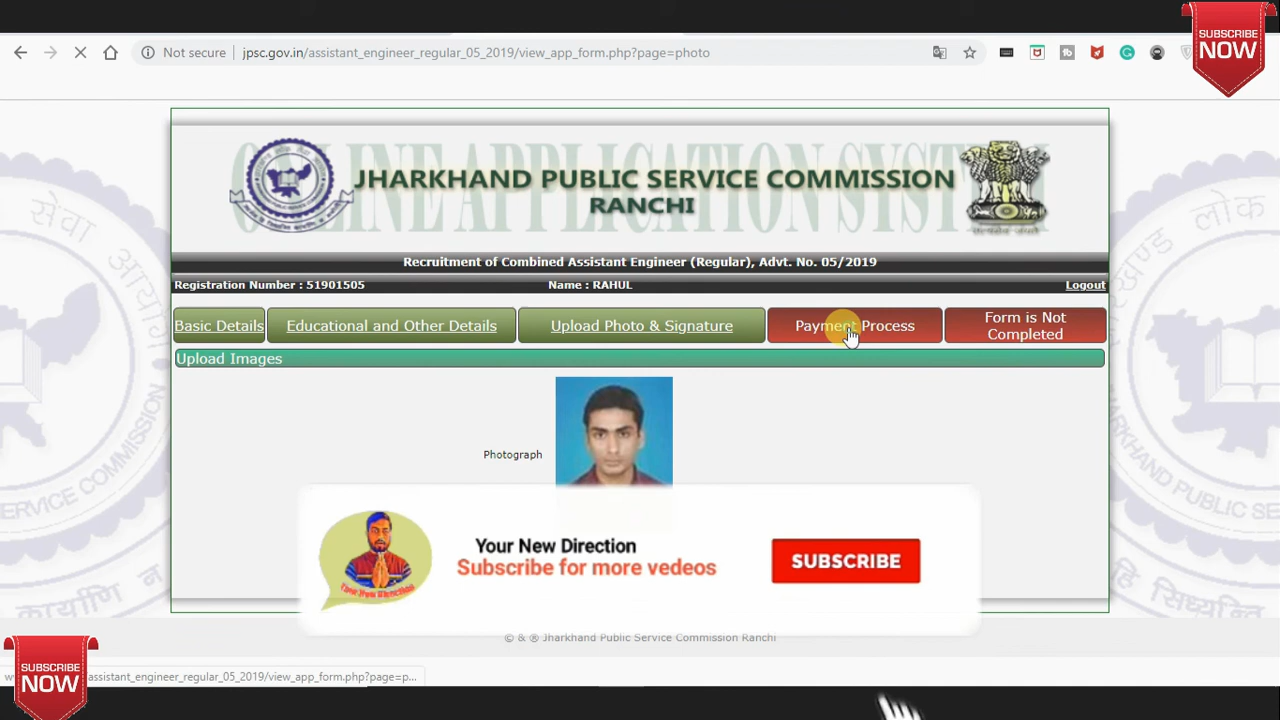 SUBSCRIBE
NOW
Not secure
jpsc.gov.in/assistant_engineer_regular_05_2019/view_app_form.php?page=photo
ONLINE APPLICATION SYSTEM
JHARKHAND PUBLIC SERVICE COMMISSION
RANCHI
Recruitment of Combined Assistant Engineer (Regular), Advt. No. 05/2019
Registration Number : 51901505
Name : RAHUL
Logout
Basic Details
Educational and Other Details
Upload Photo & Signature
Payment Process
Form is Not
Completed
Upload Images
Photograph
Your New Direction
Subscribe for more vedeos
SUBSCRIBE
© & ® Jharkhand Public Service Commission Ranchi
assistant_engineer_regular_05_2019/view_app_form.php?page=p...
SUBSCRIBE
NOW